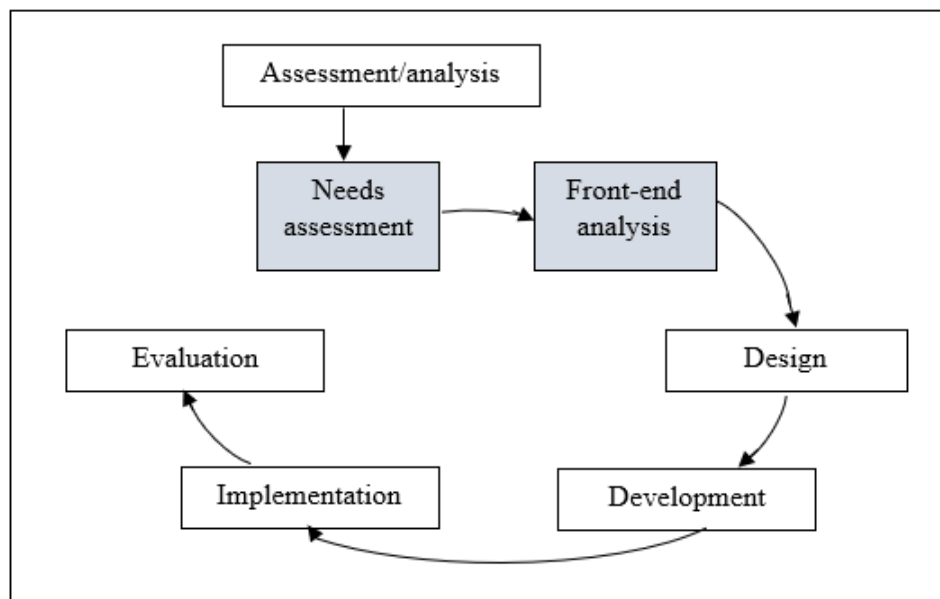 Assessment/analysis
Needs
assessment
Front-end
analysis
Design
Development
Implementation
Evaluation